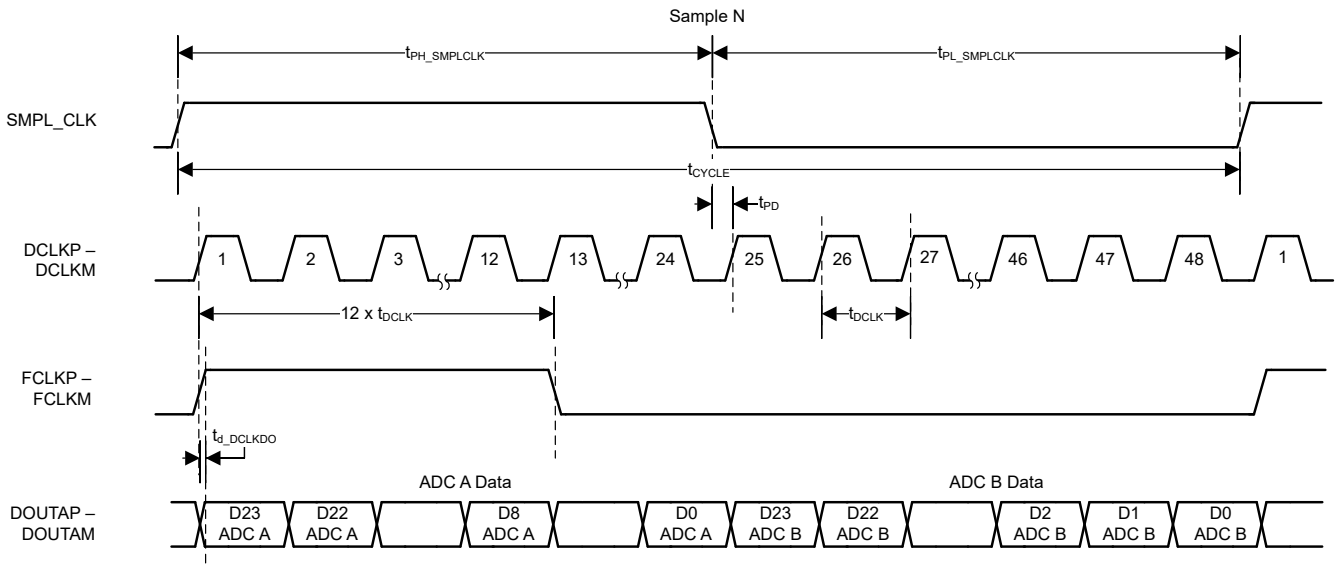 Sample N
tPH_SMPLCLK
tPL_SMPLCLK
SMPL_CLK
tCYCLE
tPD
DCLKP –
DCLKM
1
2
3
12
13
24
25
26
27
46
47
48
1
12 x tDCLK
tDCLK
FCLKP –
FCLKM
td_DCLKDO
ADC A Data
ADC B Data
DOUTAP –
DOUTAM
D23
ADC A
D22
ADC A
D8
ADC A
D0
ADC A
D23
ADC B
D22
ADC B
D2
ADC B
D1
ADC B
D0
ADC B